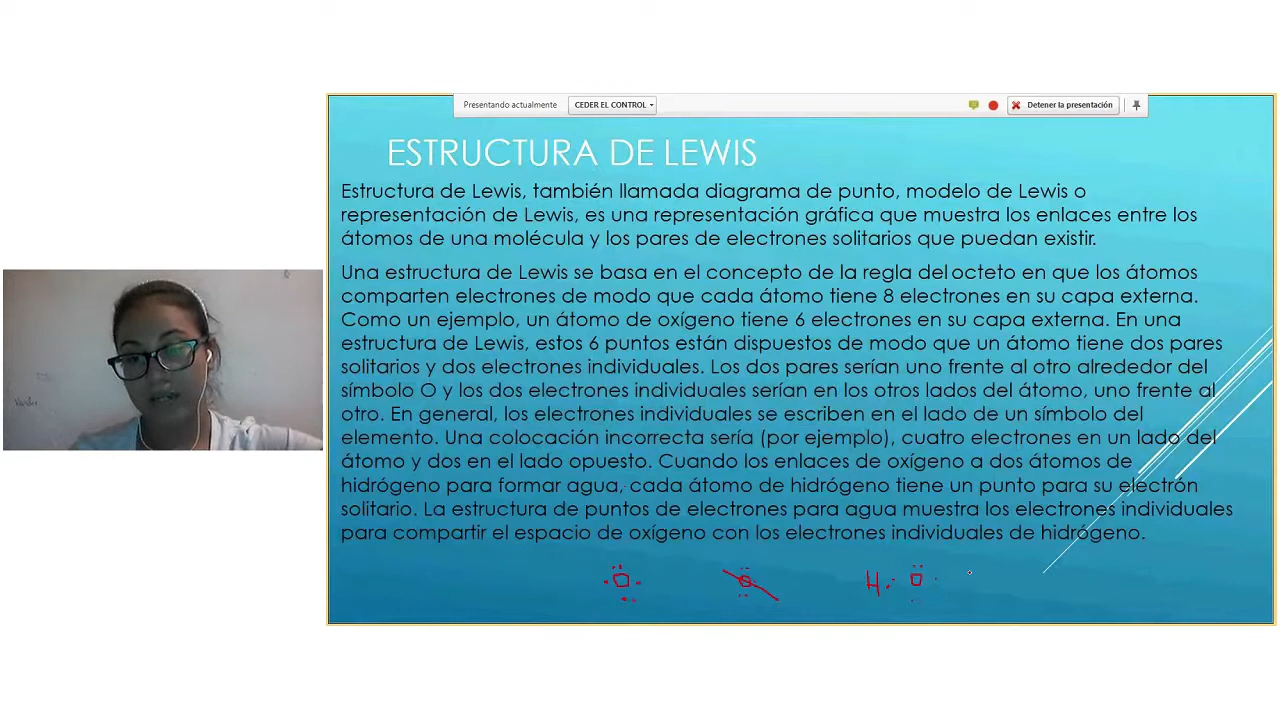 Presentando actualmente CEDER EL CONTROL Detener la presentación
ESTRUCTURA DE LEWIS
Estructura de Lewis, también llamada diagrama de punto, modelo de Lewis o
representación de Lewis, es una representación gráfica que muestra los enlaces entre los
átomos de una molécula y los pares de electrones solitarios que puedan existir.
Una estructura de Lewis se basa en el concepto de la regla del octeto en que los átomos
comparten electrones de modo que cada átomo tiene 8 electrones en su capa externa.
Como un ejemplo, un átomo de oxígeno tiene 6 electrones en su capa externa. En una
estructura de Lewis, estos 6 puntos están dispuestos de modo que un átomo tiene dos pares
solitarios y dos electrones individuales. Los dos pares serían uno frente al otro alrededor del
símbolo O y los dos electrones individuales serían en los otros lados del átomo, uno frente al
otro. En general, los electrones individuales se escriben en el lado de un símbolo del
elemento. Una colocación incorrecta sería (por ejemplo), cuatro electrones en un lado del
átomo y dos en el lado opuesto. Cuando los enlaces de oxígeno a dos átomos de
hidrógeno para formar agua, cada átomo de hidrógeno tiene un punto para su electrón
solitario. La estructura de puntos de electrones para agua muestra los electrones individuales
para compartir el espacio de oxígeno con los electrones individuales de hidrógeno.
O O H O